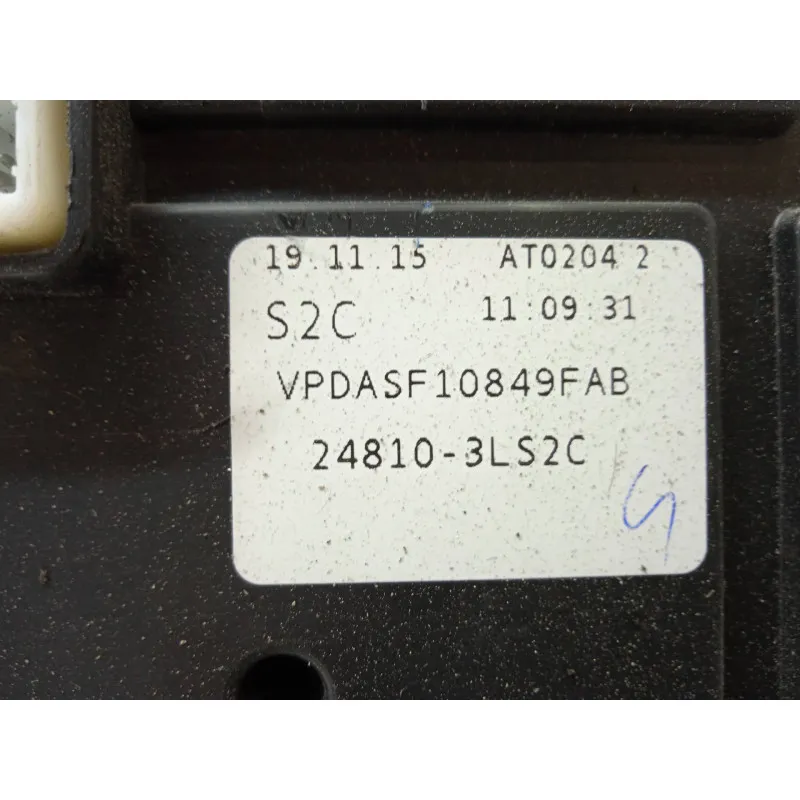 19.11.15 AT0204 2
S2C 11:09:31
VPDASF10849FAB
24810-3LS2C